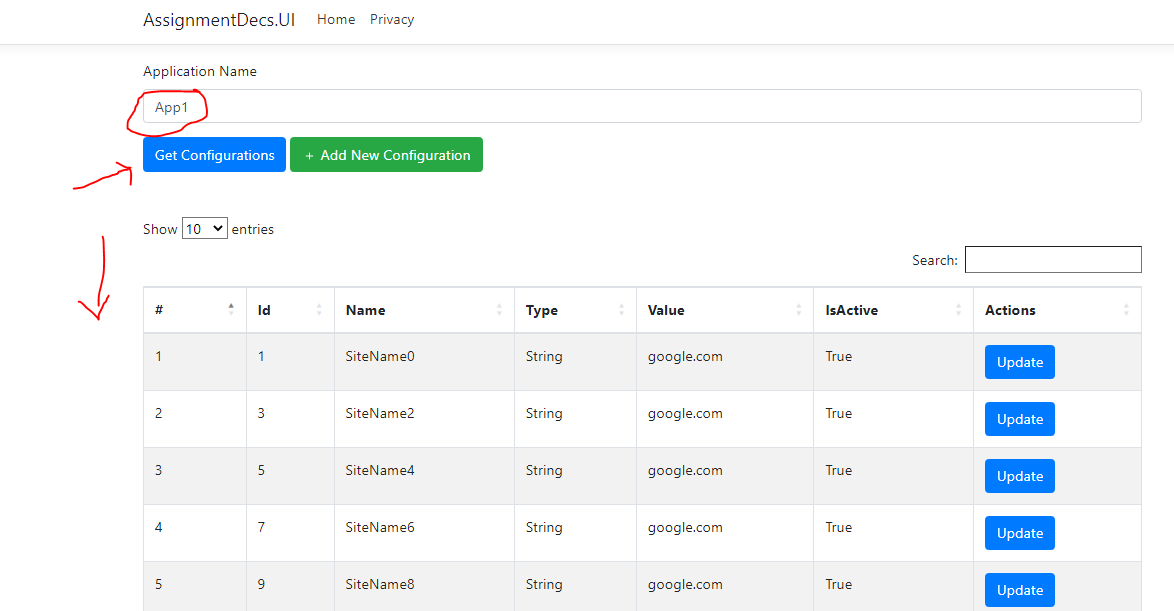 AssignmentDecs.UI Home Privacy
Application Name
App1
Get Configurations + Add New Configuration
Show 10 entries
Search:
# Id Name Type Value IsActive Actions
1 1 SiteName0 String google.com True Update
2 3 SiteName2 String google.com True Update
3 5 SiteName4 String google.com True Update
4 7 SiteName6 String google.com True Update
5 9 SiteName8 String google.com True Update